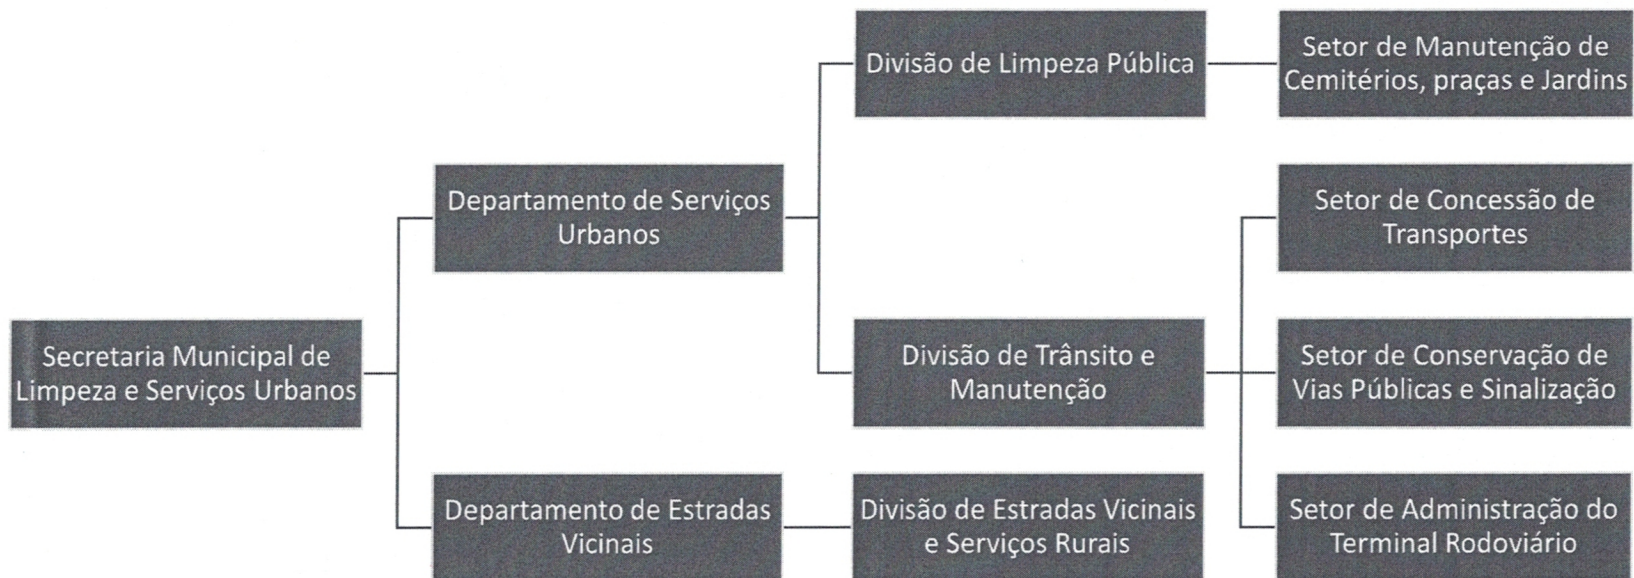 Secretaria Municipal de
Limpeza e Serviços Urbanos
Departamento de Serviços
Urbanos
Divisão de Limpeza Pública
Setor de Manutenção de
Cemitérios, praças e Jardins
Divisão de Trânsito e
Manutenção
Setor de Concessão de
Transportes
Setor de Conservação de
Vias Públicas e Sinalização
Setor de Administração do
Terminal Rodoviário
Departamento de Estradas
Vicinais
Divisão de Estradas Vicinais
e Serviços Rurais